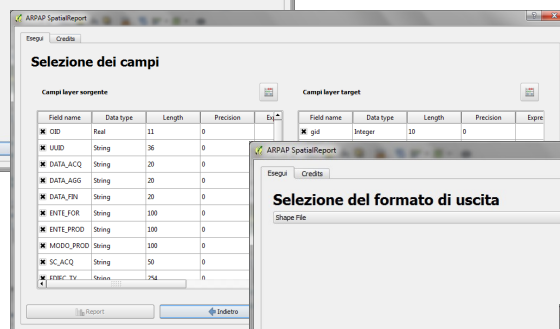 ARPAP SpatialReport
Esegui Credits
Selezione dei campi
Campi layer sorgente
Field name Data type Length Precision
OID Real 11 0
UUID String 36 0
DATA_ACQ String 20 0
DATA_AGG String 20 0
DATA_FIN String 20 0
ENTE_FOR String 100 0
ENTE_PROD String 100 0
MODO_PROD String 100 0
SC_ACQ String 50 0
String 254 0
Report Indietro
Campi layer target
Field name Data type Length Precision Expre
gid Integer 10 0
ARPAP SpatialReport
Esegui Credits
Selezione del formato di uscita
Shape File